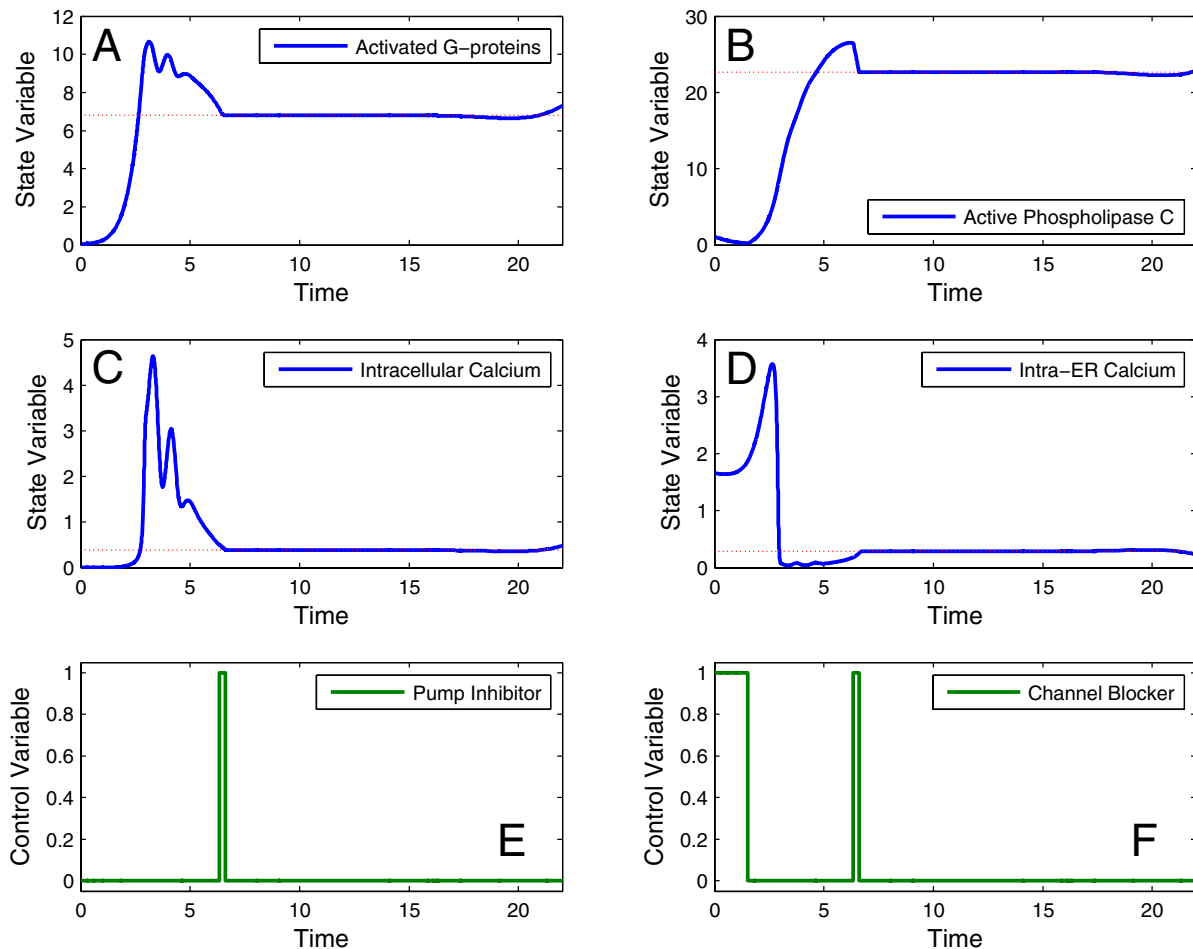 A
Activated G-proteins
State Variable
12
10
8
6
4
2
0
0 5 10 15 20
Time
B
Active Phospholipase C
State Variable
30
20
10
0
0 5 10 15 20
Time
C
Intracellular Calcium
State Variable
5
4
3
2
1
0
0 5 10 15 20
Time
D
Intra-ER Calcium
State Variable
4
3
2
1
0
0 5 10 15 20
Time
E
Pump Inhibitor
Control Variable
1
0.8
0.6
0.4
0.2
0
0 5 10 15 20
Time
F
Channel Blocker
Control Variable
1
0.8
0.6
0.4
0.2
0
0 5 10 15 20
Time